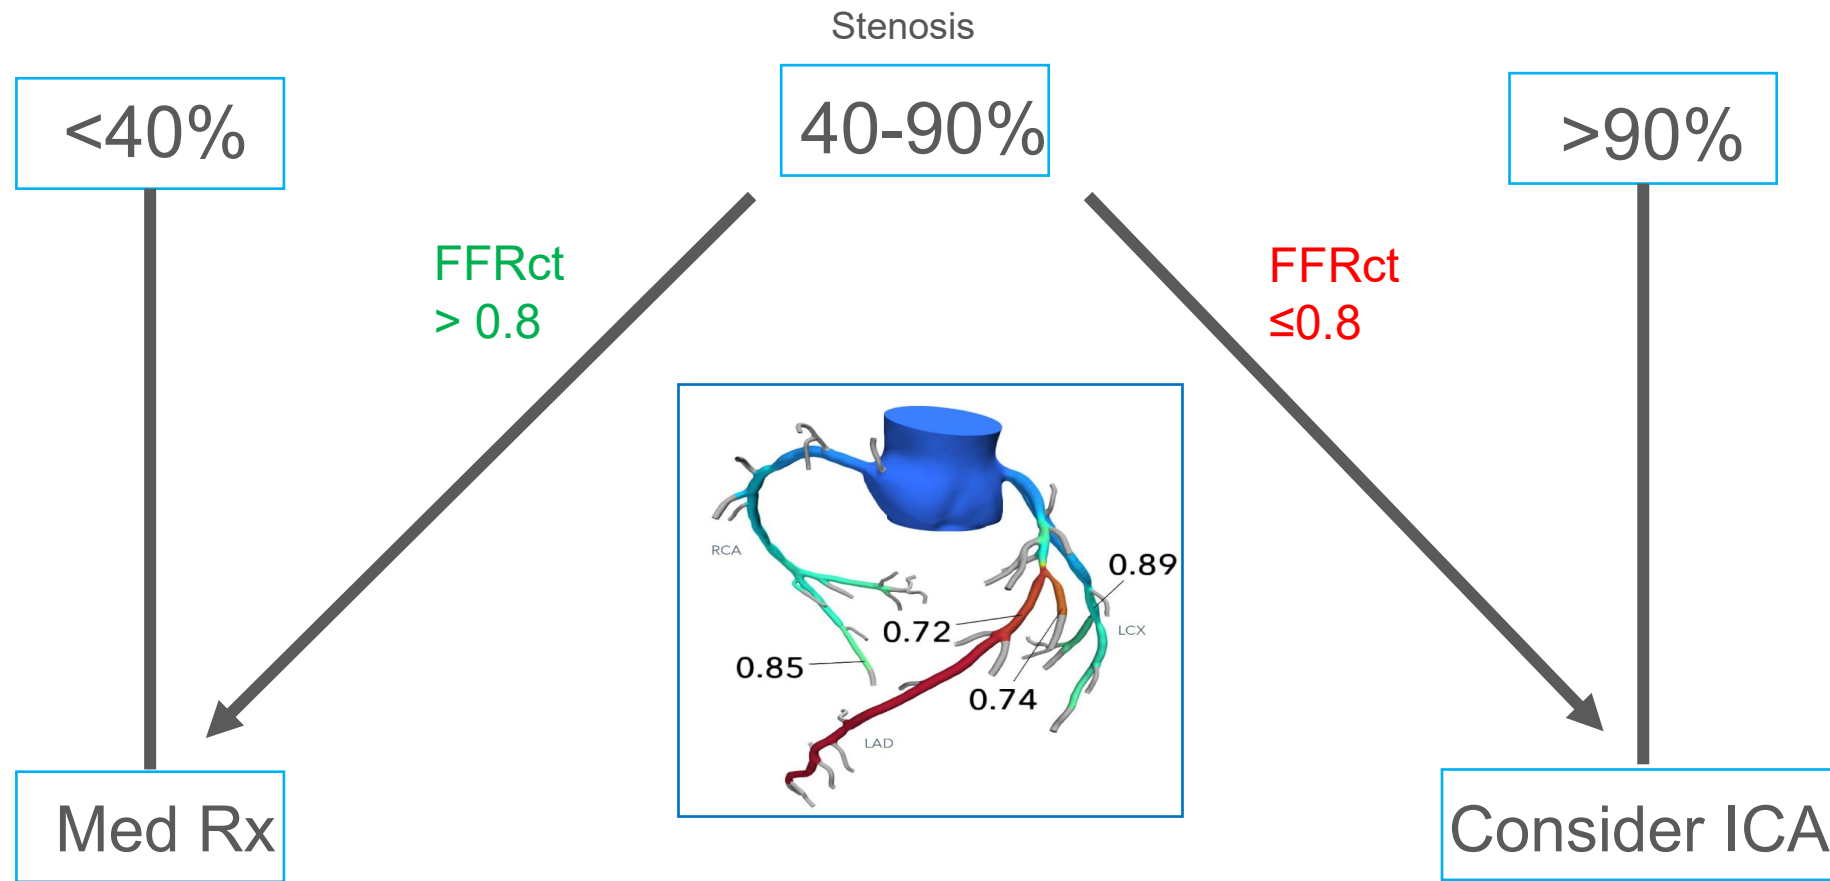 Stenosis
<40%
40-90%
>90%
FFRct
> 0.8
FFRct
≤0.8
RCA
0.89
0.72
LCX
0.85
0.74
LAD
Med Rx
Consider ICA